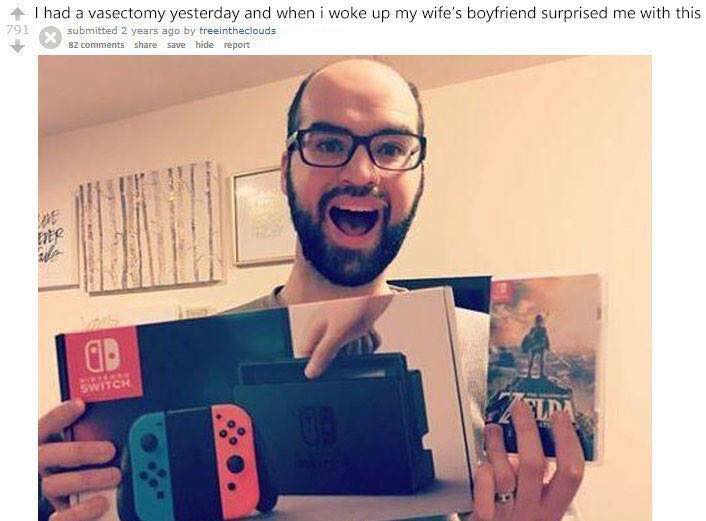 I had a vasectomy yesterday and when i woke up my wife's boyfriend surprised me with this
791
submitted 2 years ago by freeintheclouds
82 comments share save hide report
NINTENDO
SWITCH
ZELDA